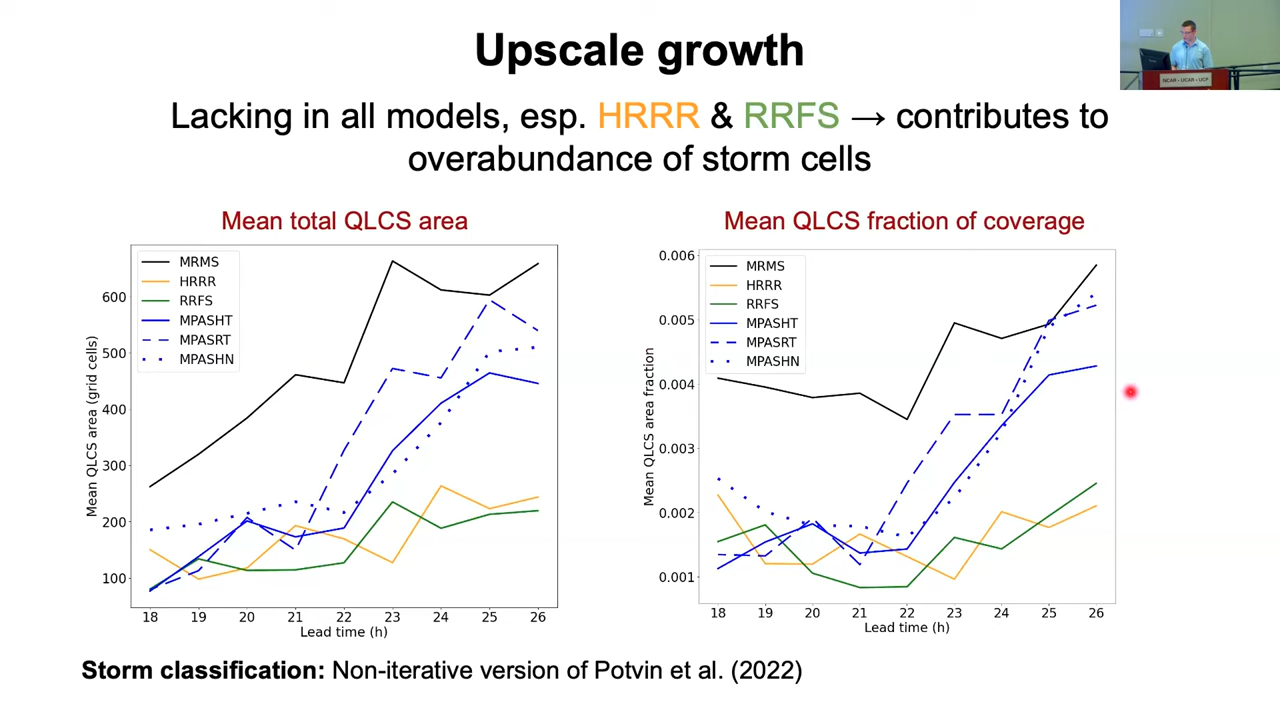 Upscale growth
NCAR • UCAR • UCP
Lacking in all models, esp. HRRR & RRFS → contributes to
overabundance of storm cells
Mean total QLCS area
MRMS
HRRR
RRFS
MPASHT
MPASRT
MPASHN
600
500
400
300
200
100
Mean QLCS area (grid cells)
18 19 20 21 22 23 24 25 26
Lead time (h)
Mean QLCS fraction of coverage
MRMS
HRRR
RRFS
MPASHT
MPASRT
MPASHN
0.006
0.005
0.004
0.003
0.002
0.001
Mean QLCS area fraction
18 19 20 21 22 23 24 25 26
Lead time (h)
Storm classification: Non-iterative version of Potvin et al. (2022)